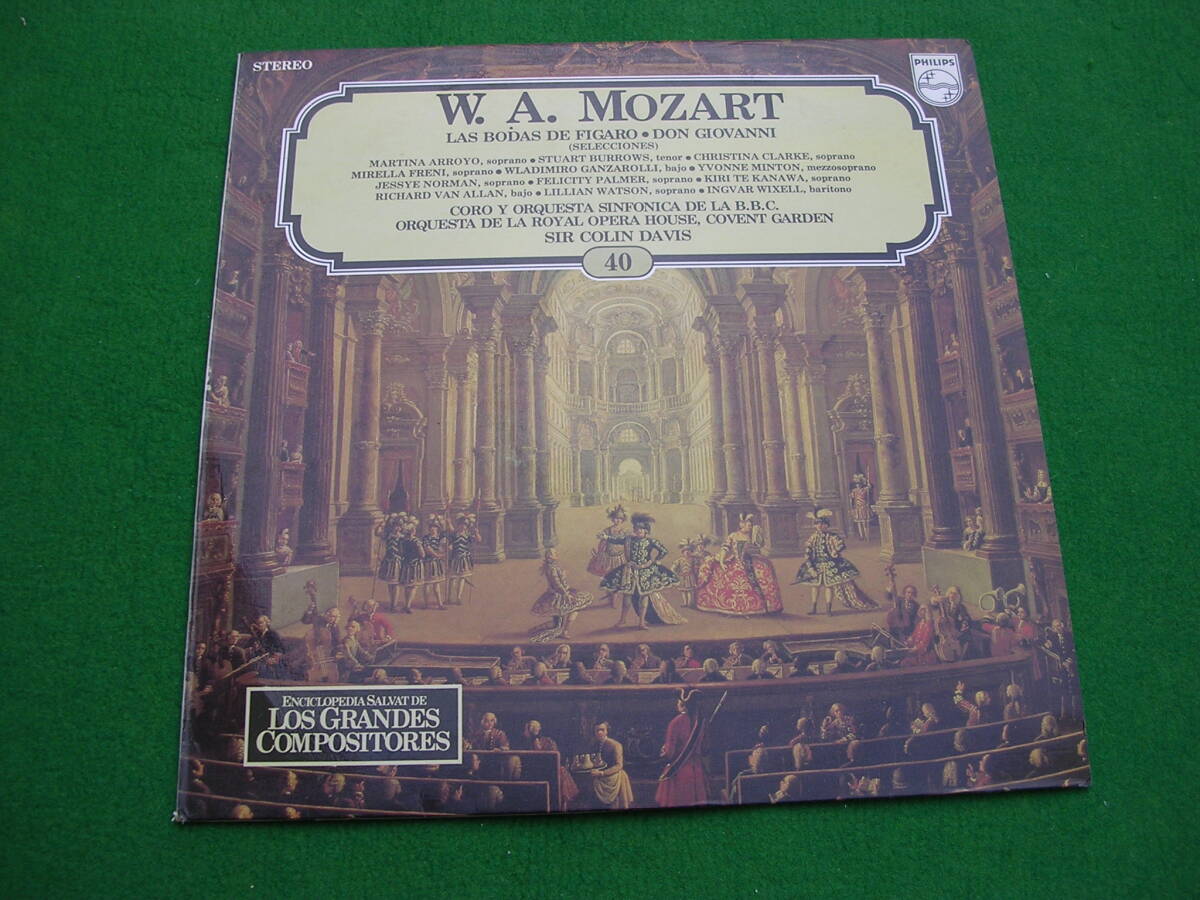 STEREO
PHILIPS
W. A. MOZART
LAS BODAS DE FIGARO • DON GIOVANNI
(SELECCIONES)
MARTINA ARROYO, soprano • STUART BURROWS, tenor • CHRISTINA CLARKE, soprano
MIRELLA FRENI, soprano • WLADIMIRO GANZAROLLI, bajo • YVONNE MINTON, mezzosoprano
JESSYE NORMAN, soprano • FELICITY PALMER, soprano • KIRI TE KANAWA, soprano
RICHARD VAN ALLAN, bajo • LILLIAN WATSON, soprano • INGVAR WIXELL, baritono
CORO Y ORQUESTA SINFONICA DE LA B.B.C.
ORQUESTA DE LA ROYAL OPERA HOUSE, COVENT GARDEN
SIR COLIN DAVIS
40
ENCICLOPEDIA SALVAT DE
LOS GRANDES
COMPOSITORES